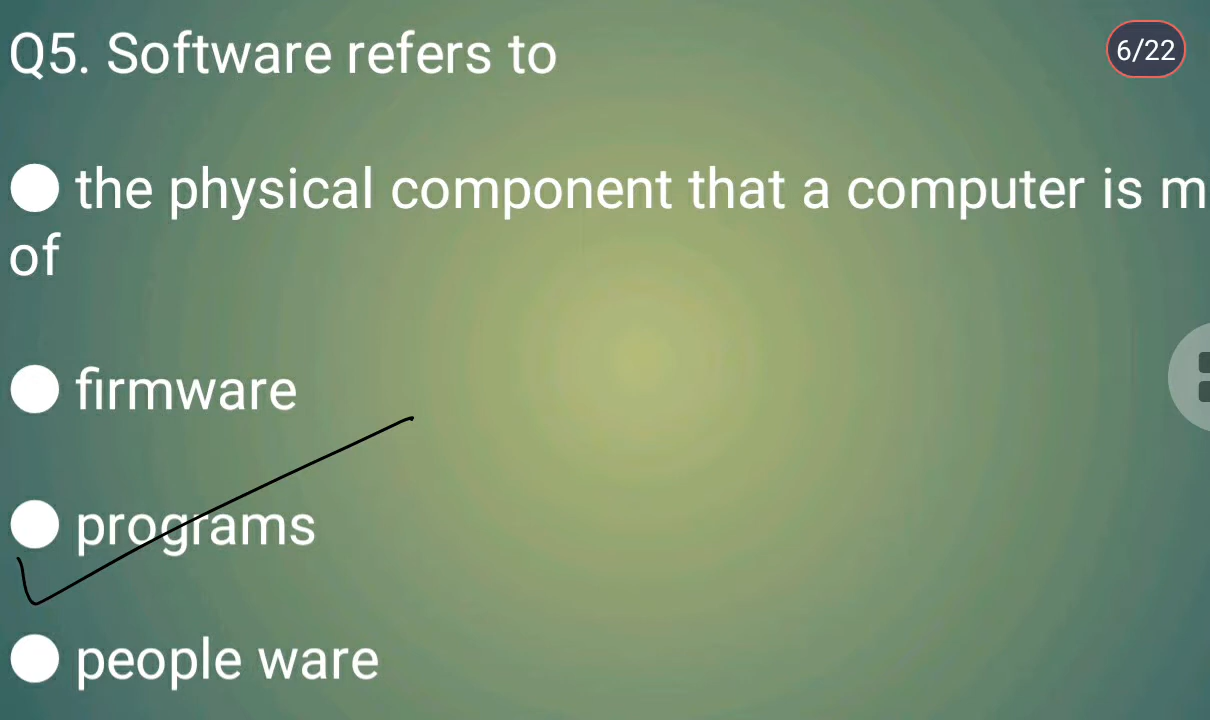 Q5. Software refers to
6/22
the physical component that a computer is m
of
firmware
programs
people ware